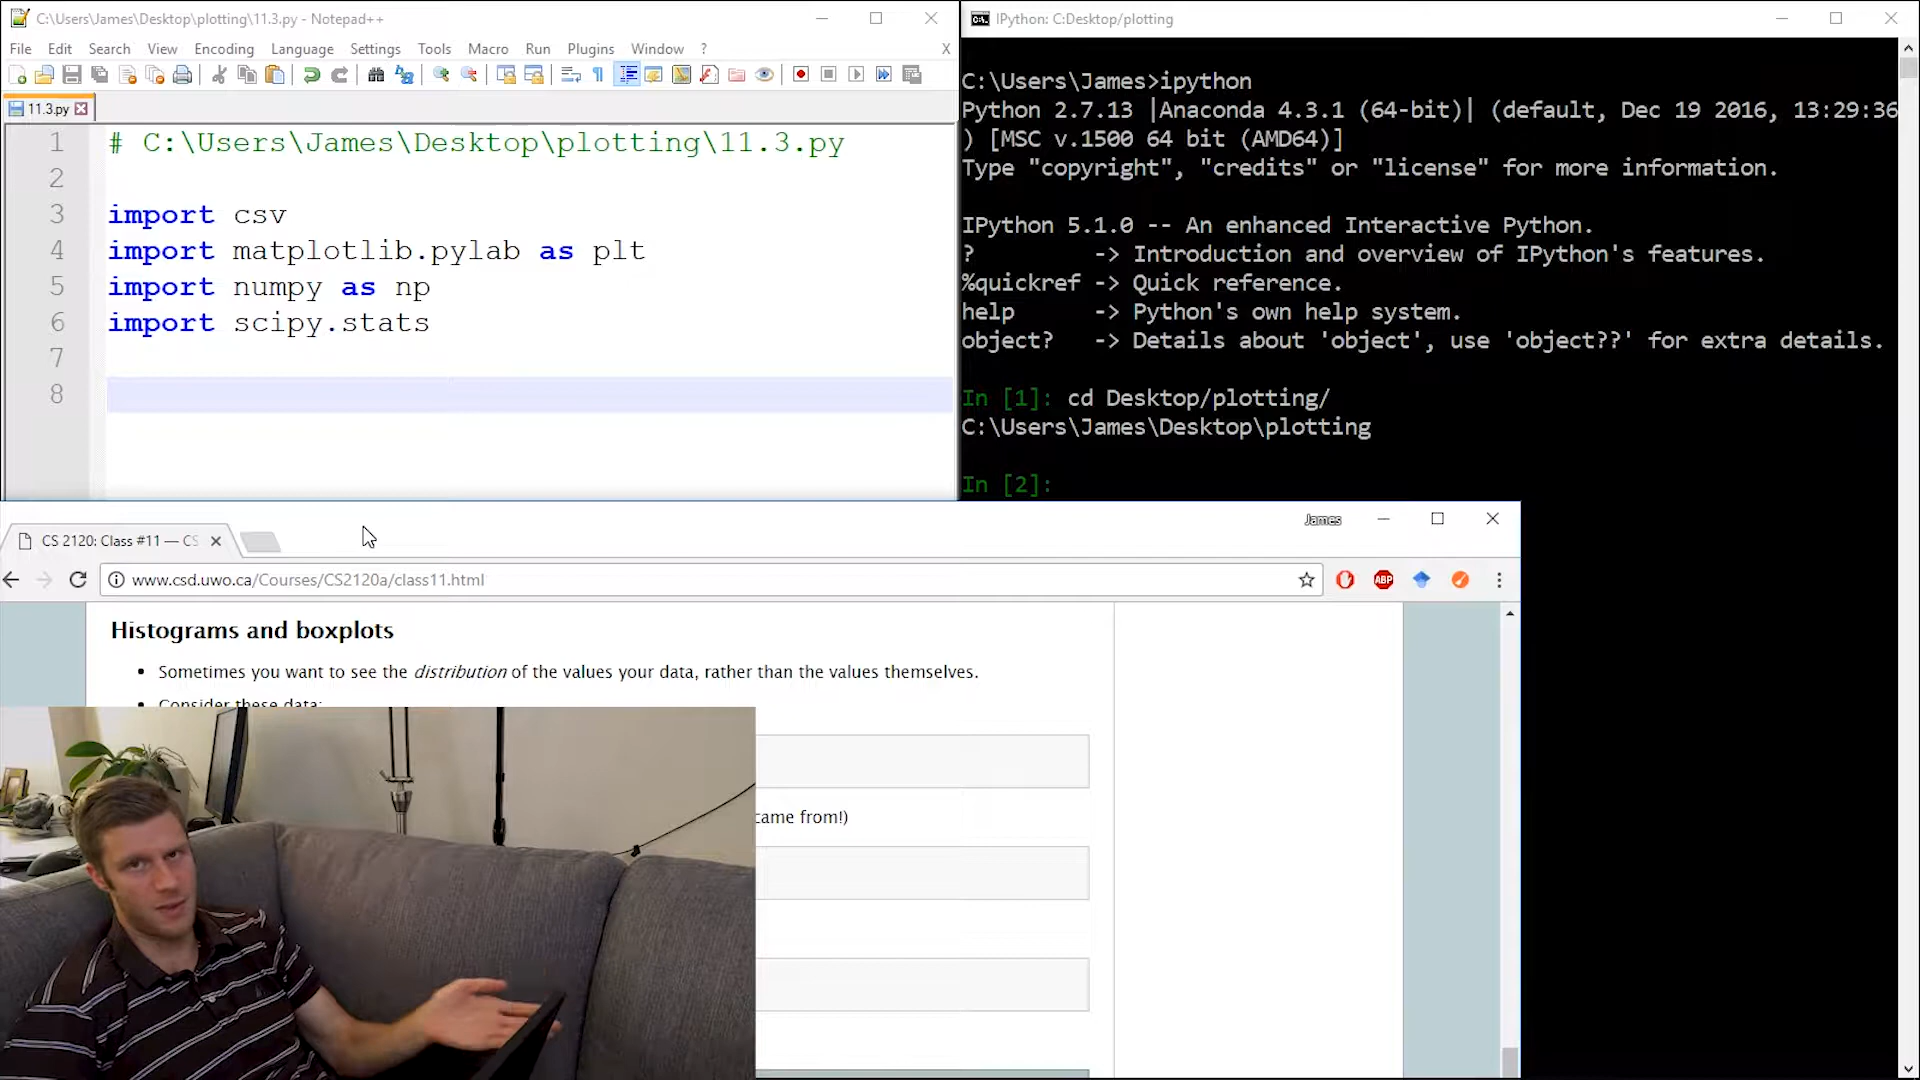 C:\Users\James\Desktop\plotting\11.3.py - Notepad++
File Edit Search View Encoding Language Settings Tools Macro Run Plugins Window ? X
11.3.py
1 # C:\Users\James\Desktop\plotting\11.3.py
2
3 import csv
4 import matplotlib.pylab as plt
5 import numpy as np
6 import scipy.stats
7
8
IPython: C:Desktop/plotting
C:\Users\James>ipython
Python 2.7.13 |Anaconda 4.3.1 (64-bit)| (default, Dec 19 2016, 13:29:36
) [MSC v.1500 64 bit (AMD64)]
Type "copyright", "credits" or "license" for more information.
IPython 5.1.0 -- An enhanced Interactive Python.
? -> Introduction and overview of IPython's features.
%quickref -> Quick reference.
help -> Python's own help system.
object? -> Details about 'object', use 'object??' for extra details.
In [1]: cd Desktop/plotting/
C:\Users\James\Desktop\plotting
In [2]:
James
CS 2120: Class #11 — CS
www.csd.uwo.ca/Courses/CS2120a/class11.html
ABP
Histograms and boxplots
• Sometimes you want to see the distribution of the values your data, rather than the values themselves.
• Consider these data:
came from!)